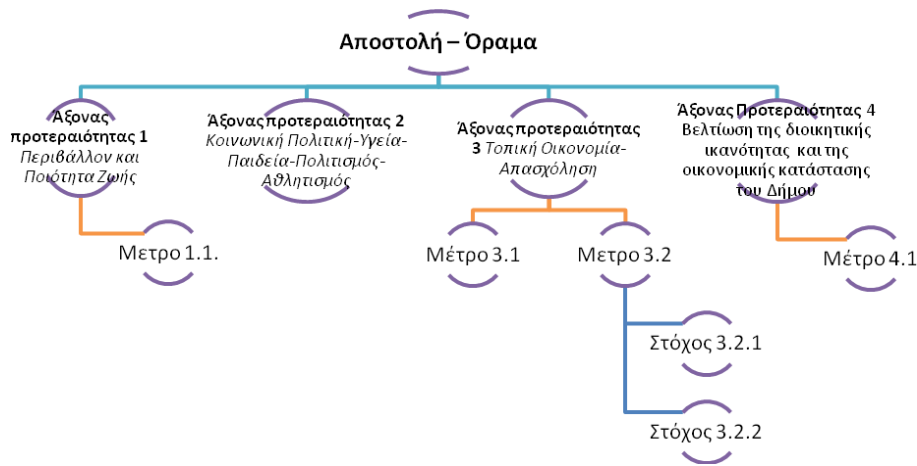 Αποστολή – Όραμα
Άξονας
προτεραιότητας 1
Περιβάλλον και
Ποιότητα Ζωής
Άξονας προτεραιότητας 2
Κοινωνική Πολιτική-Υγεία-
Παιδεία-Πολιτισμός-
Αθλητισμός
Άξονας προτεραιότητας
3 Τοπική Οικονομία-
Απασχόληση
Άξονας Προτεραιότητας 4
Βελτίωση της διοικητικής
ικανότητας και της
οικονομικής κατάστασης
του Δήμου
Μετρο 1.1.
Μέτρο 3.1
Μετρο 3.2
Μέτρο 4.1
Στόχος 3.2.1
Στόχος 3.2.2